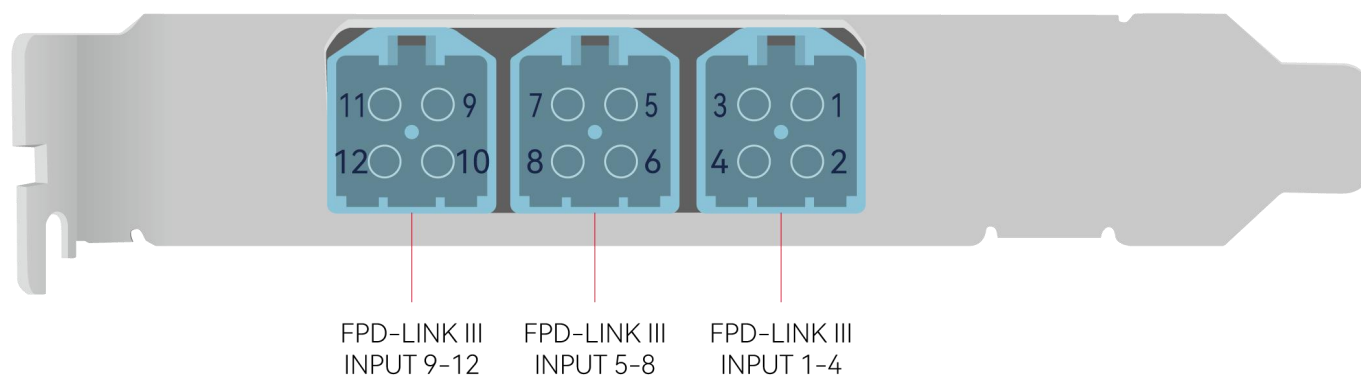 11 9 7 5 3 1
12 10 8 6 4 2
FPD-LINK III
INPUT 9-12
FPD-LINK III
INPUT 5-8
FPD-LINK III
INPUT 1-4